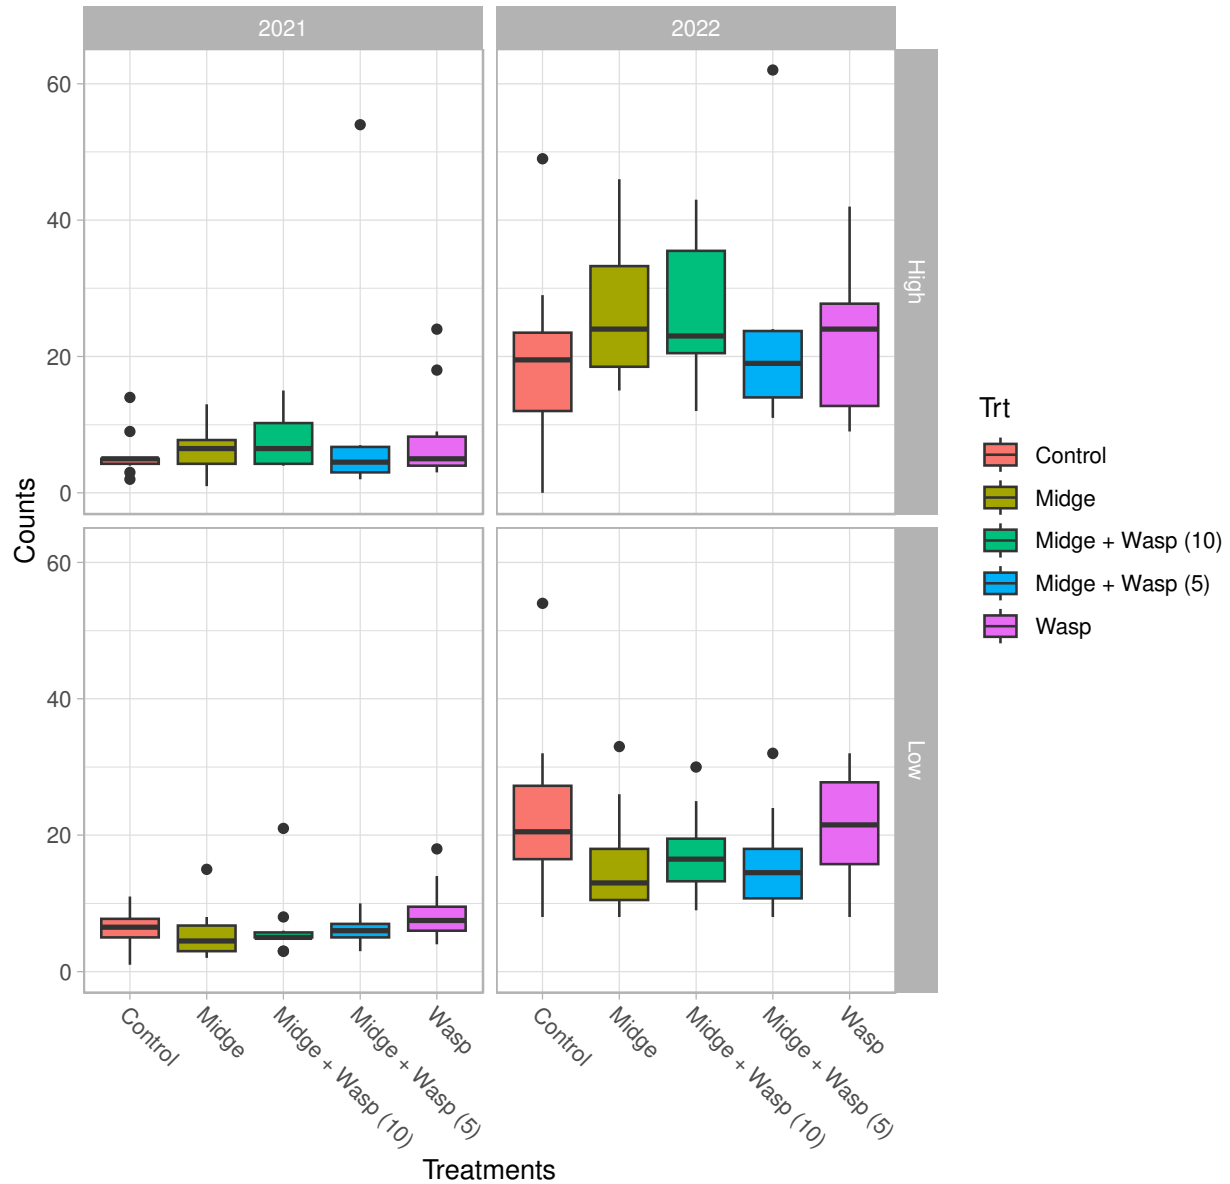 2021
2022
60
40
20
0
High
60
40
20
0
Low
Counts
Control
Midge
Midge + Wasp (10)
Midge + Wasp (5)
Wasp
Control
Midge
Midge + Wasp (10)
Midge + Wasp (5)
Wasp
Treatments
Trt
Control
Midge
Midge + Wasp (10)
Midge + Wasp (5)
Wasp